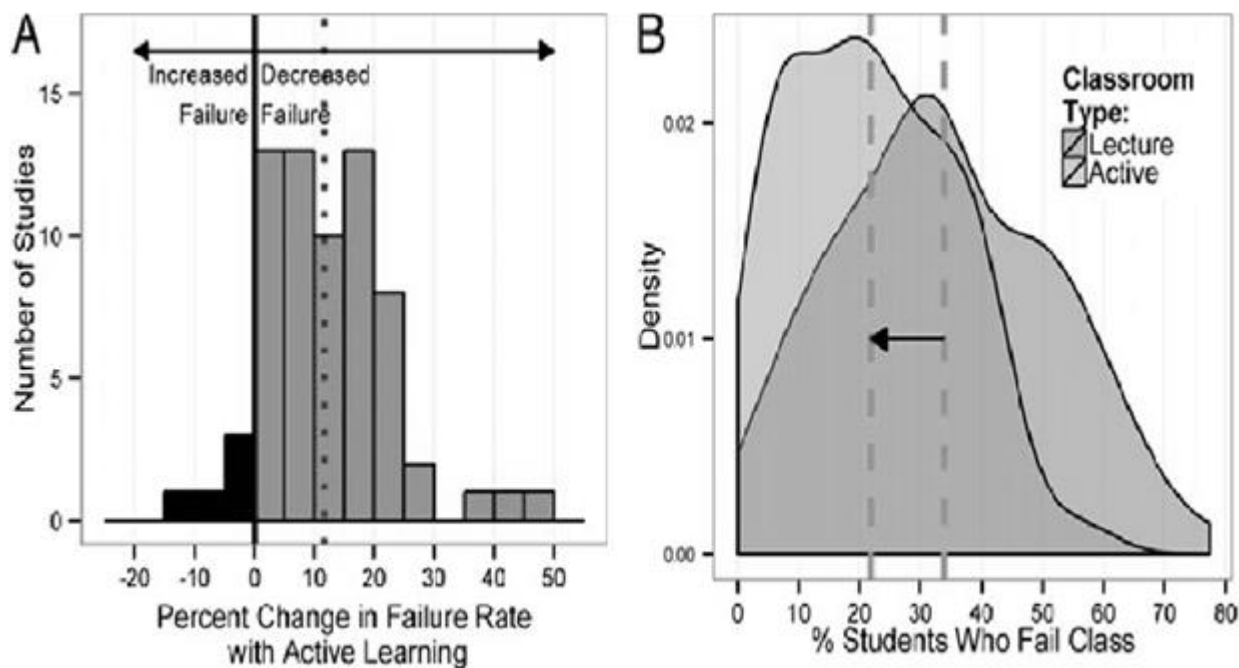 A
Increased Decreased
Failure Failure
15
10
5
0
Number of Studies
-20 -10 0 10 20 30 40 50
Percent Change in Failure Rate
with Active Learning
B
Classroom
Type:
Lecture
Active
0.02
0.01
0.00
Density
0 10 20 30 40 50 60 70 80
% Students Who Fail Class